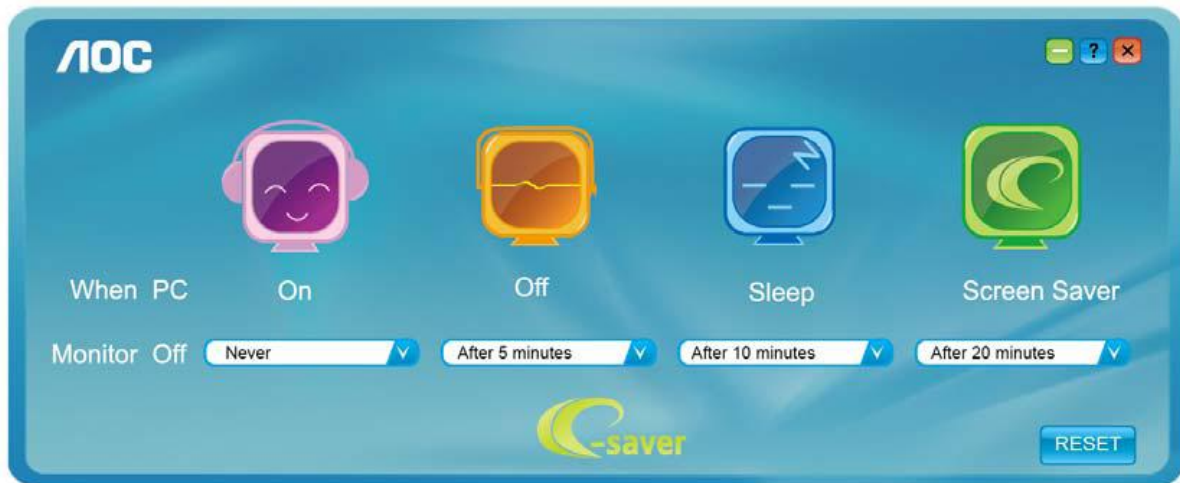 AOC
?
When PC On Off Sleep Screen Saver
Monitor Off Never After 5 minutes After 10 minutes After 20 minutes
e-saver
RESET